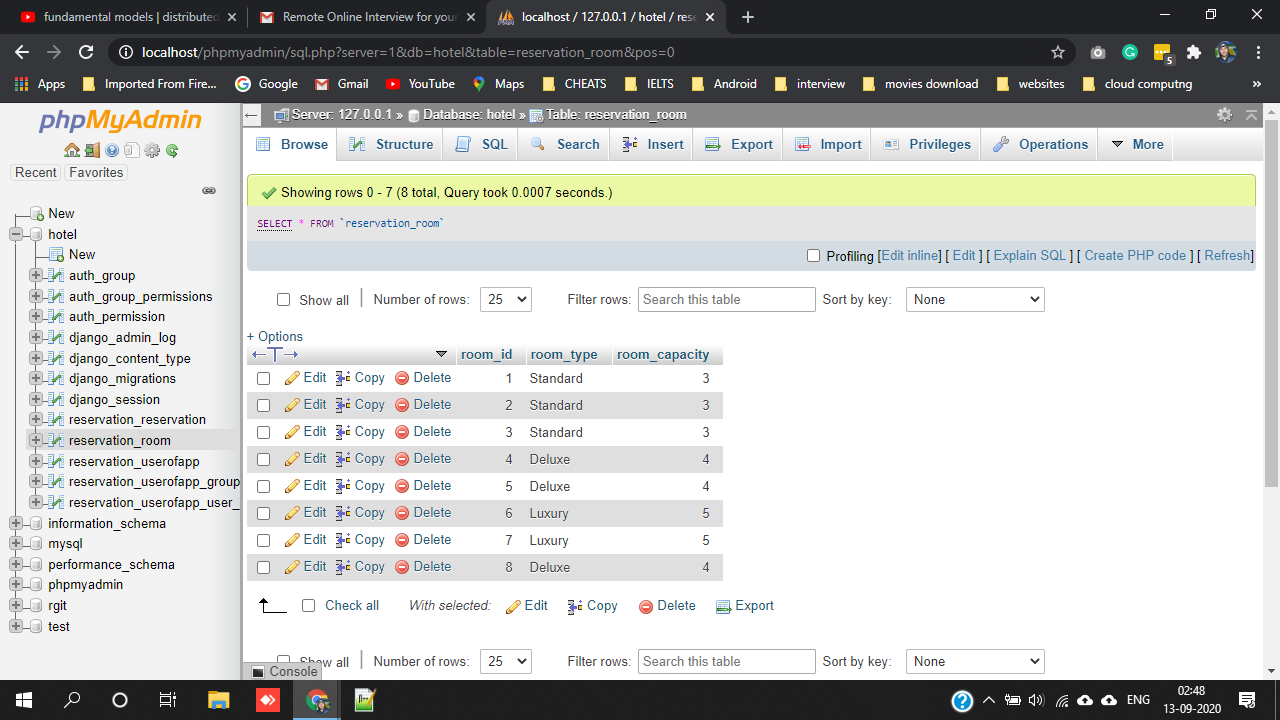 fundamental models | distributed
Remote Online Interview for your
localhost / 127.0.0.1 / hotel / rese
localhost/phpmyadmin/sql.php?server=1&db=hotel&table=reservation_room&pos=0
5
Apps Imported From Fire... Google Gmail YouTube Maps CHEATS IELTS Android interview movies download websites cloud computng »
phpMyAdmin
Recent Favorites
New
hotel
New
auth_group
auth_group_permissions
auth_permission
django_admin_log
django_content_type
django_migrations
django_session
reservation_reservation
reservation_room
reservation_userofapp
reservation_userofapp_group
reservation_userofapp_user_
information_schema
mysql
performance_schema
phpmyadmin
rgit
test
Server: 127.0.0.1 » Database: hotel » Table: reservation_room
Browse Structure SQL Search Insert Export Import Privileges Operations More
Showing rows 0 - 7 (8 total, Query took 0.0007 seconds.)
SELECT * FROM `reservation_room`
Profiling [Edit inline] [ Edit ] [ Explain SQL ] [ Create PHP code ] [ Refresh]
Show all | Number of rows: 25 Filter rows: Search this table Sort by key: None
+ Options
←T→ room_id room_type room_capacity
Edit Copy Delete 1 Standard 3
Edit Copy Delete 2 Standard 3
Edit Copy Delete 3 Standard 3
Edit Copy Delete 4 Deluxe 4
Edit Copy Delete 5 Deluxe 4
Edit Copy Delete 6 Luxury 5
Edit Copy Delete 7 Luxury 5
Edit Copy Delete 8 Deluxe 4
Check all With selected: Edit Copy Delete Export
Show all | Number of rows: 25 Filter rows: Search this table Sort by key: None
Console
ENG
02:48
13-09-2020